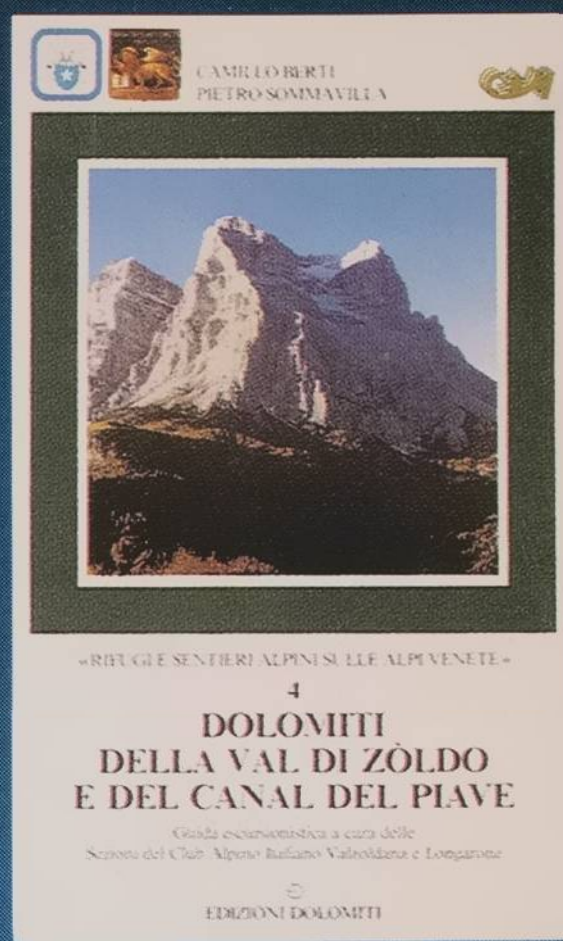 CAMILLO BERTI
PIETRO SOMMAVILLA
«RIFUGI E SENTIERI ALPINI SULLE ALPI VENETE»
4
DOLOMITI
DELLA VAL DI ZÒLDO
E DEL CANAL DEL PIAVE
Guida escursionistica a cura delle
Sezioni del Club Alpino Italiano Valzoldana e Longarone
EDIZIONI DOLOMITI